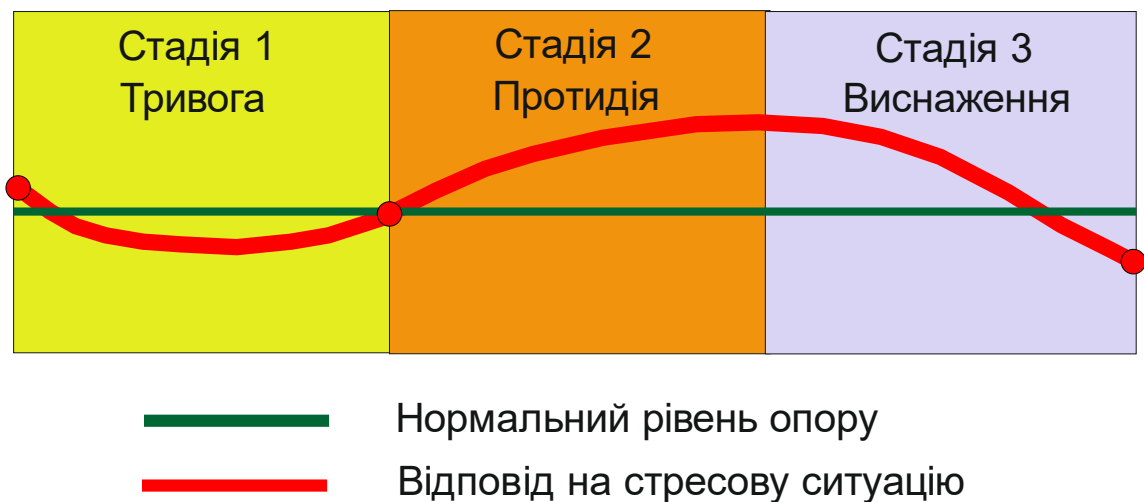 Стадія 1
Тривога
Стадія 2
Протидія
Стадія 3
Виснаження
Нормальний рівень опору
Відповід на стресову ситуацію